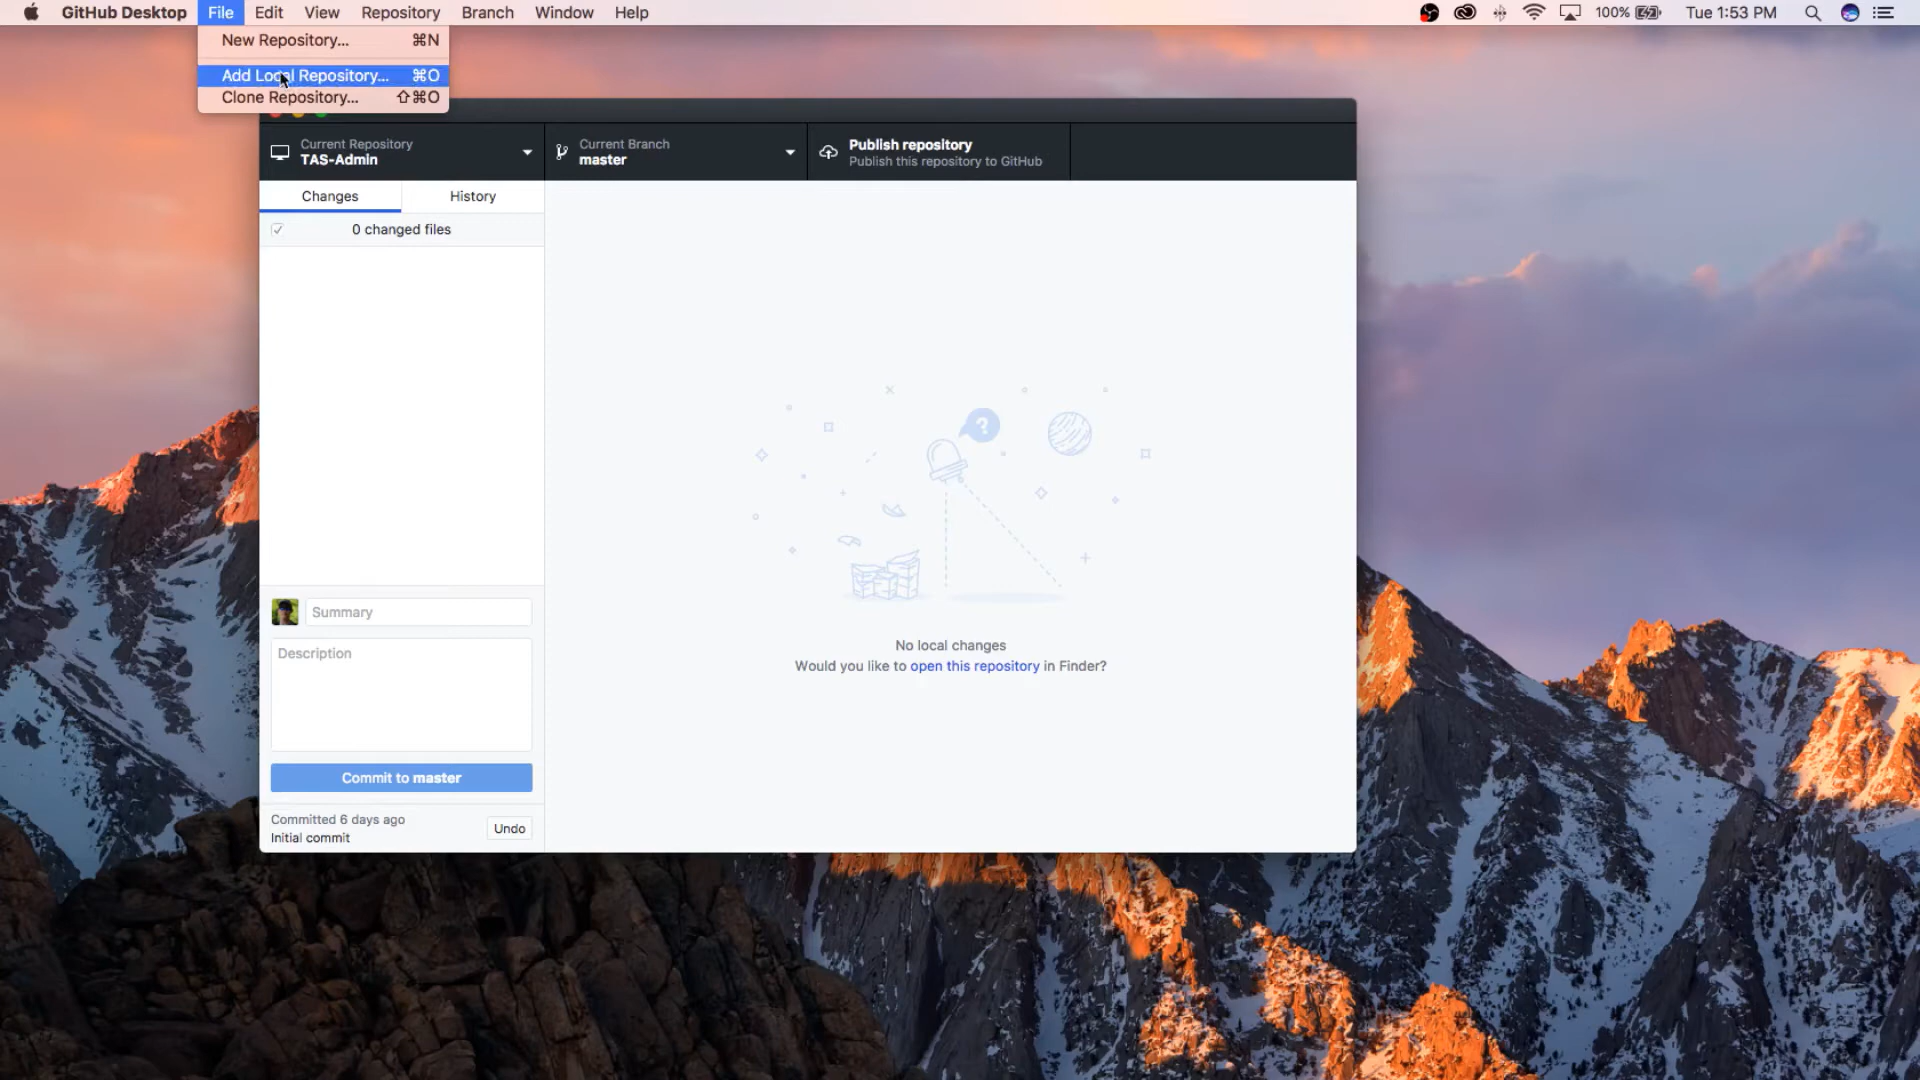 GitHub Desktop File Edit View Repository Branch Window Help 100% Tue 1:53 PM
New Repository... ⌘N
Add Local Repository... ⌘O
Clone Repository... ⇧⌘O
Current Repository
TAS-Admin
Current Branch
master
Publish repository
Publish this repository to GitHub
Changes History
0 changed files
?
No local changes
Would you like to open this repository in Finder?
Summary
Description
Commit to master
Committed 6 days ago
Initial commit
Undo